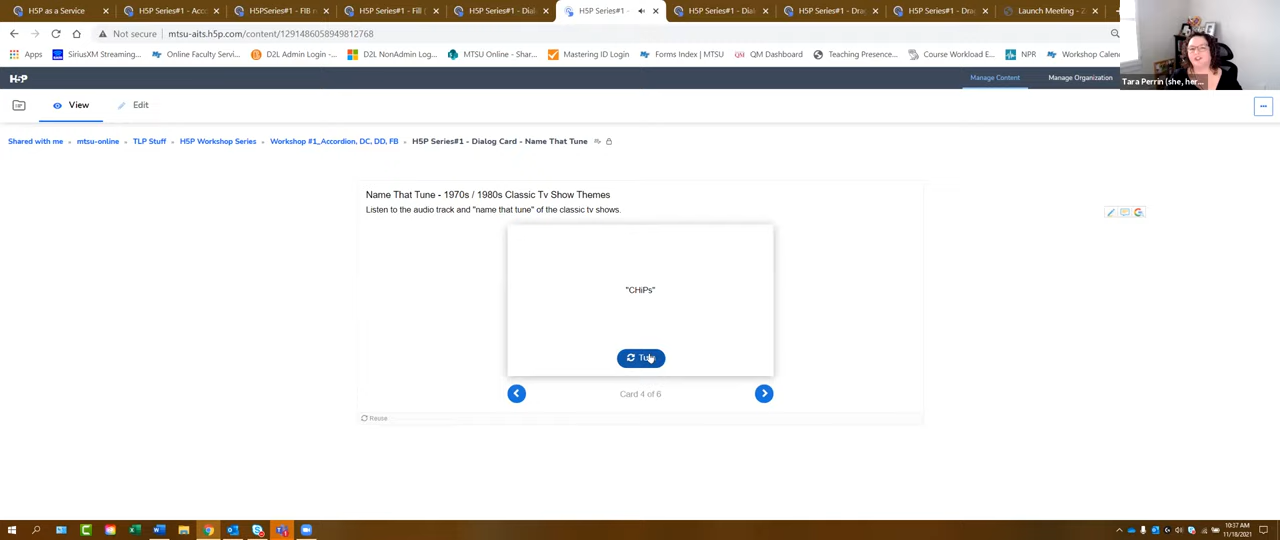 H5P as a Service
H5P Series#1 - Acc
H5PSeries#1 - FIB r
H5P Series#1 - Fill (
H5P Series#1 - Dial
H5P Series#1 -
H5P Series#1 - Dial
H5P Series#1 - Drag
H5P Series#1 - Drag
Launch Meeting - Z
Not secure
mtsu-aits.h5p.com/content/1291486058949812768
Apps
SiriusXM Streaming...
Online Faculty Servi...
D2L Admin Login -...
D2L NonAdmin Log...
MTSU Online - Acad...
Mastering ID Login
Forms Index | MTSU
QM Dashboard
Teaching Presence...
Course Workload E...
NPR
Workshop Calend
Tara Perrin (she, her...
H5P
Manage Content
Manage Organization
View
Edit
Shared with me
mtsu-online
TLP Stuff
H5P Workshop Series
Workshop #1_Accordion, DC, DD, FB
H5P Series#1 - Dialog Card - Name That Tune
Name That Tune - 1970s / 1980s Classic Tv Show Themes
Listen to the audio track and "name that tune" of the classic tv shows.
"CHiPs"
Card 4 of 6
Reuse
10:37 AM
11/18/2021